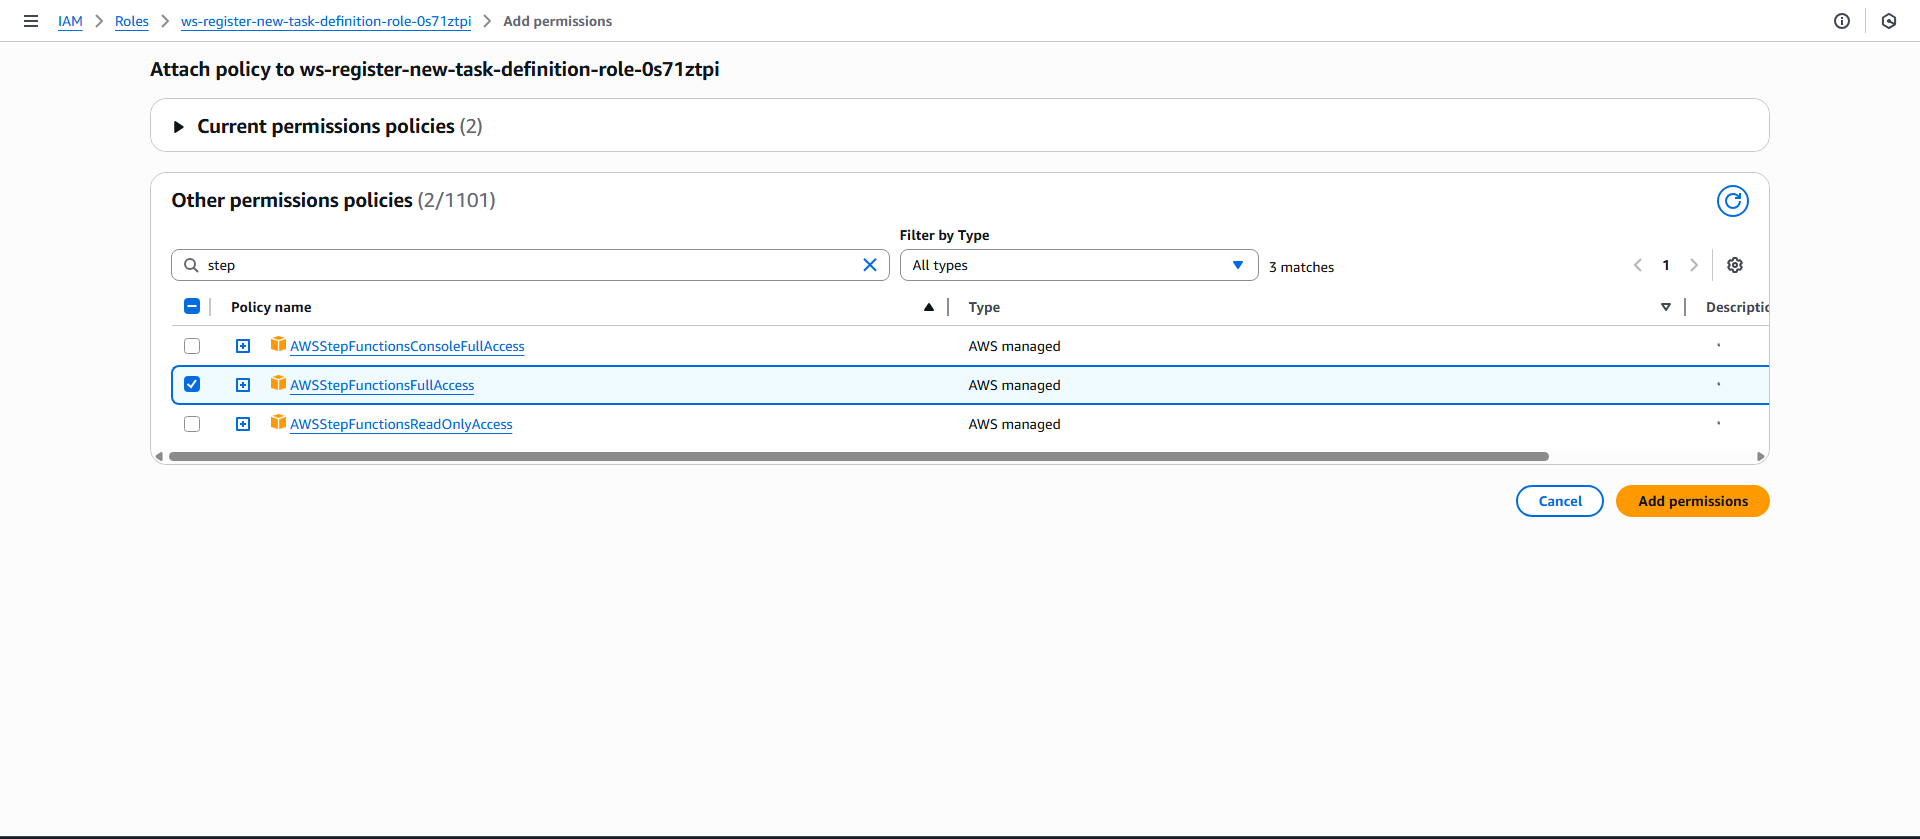 IAM > Roles > ws-register-new-task-definition-role-0s71ztpi > Add permissions
Attach policy to ws-register-new-task-definition-role-0s71ztpi
Current permissions policies (2)
Other permissions policies (2/1101)
Filter by Type
step All types 3 matches 1
Policy name Type Descriptio
AWSStepFunctionsConsoleFullAccess AWS managed
AWSStepFunctionsFullAccess AWS managed
AWSStepFunctionsReadOnlyAccess AWS managed
Cancel Add permissions